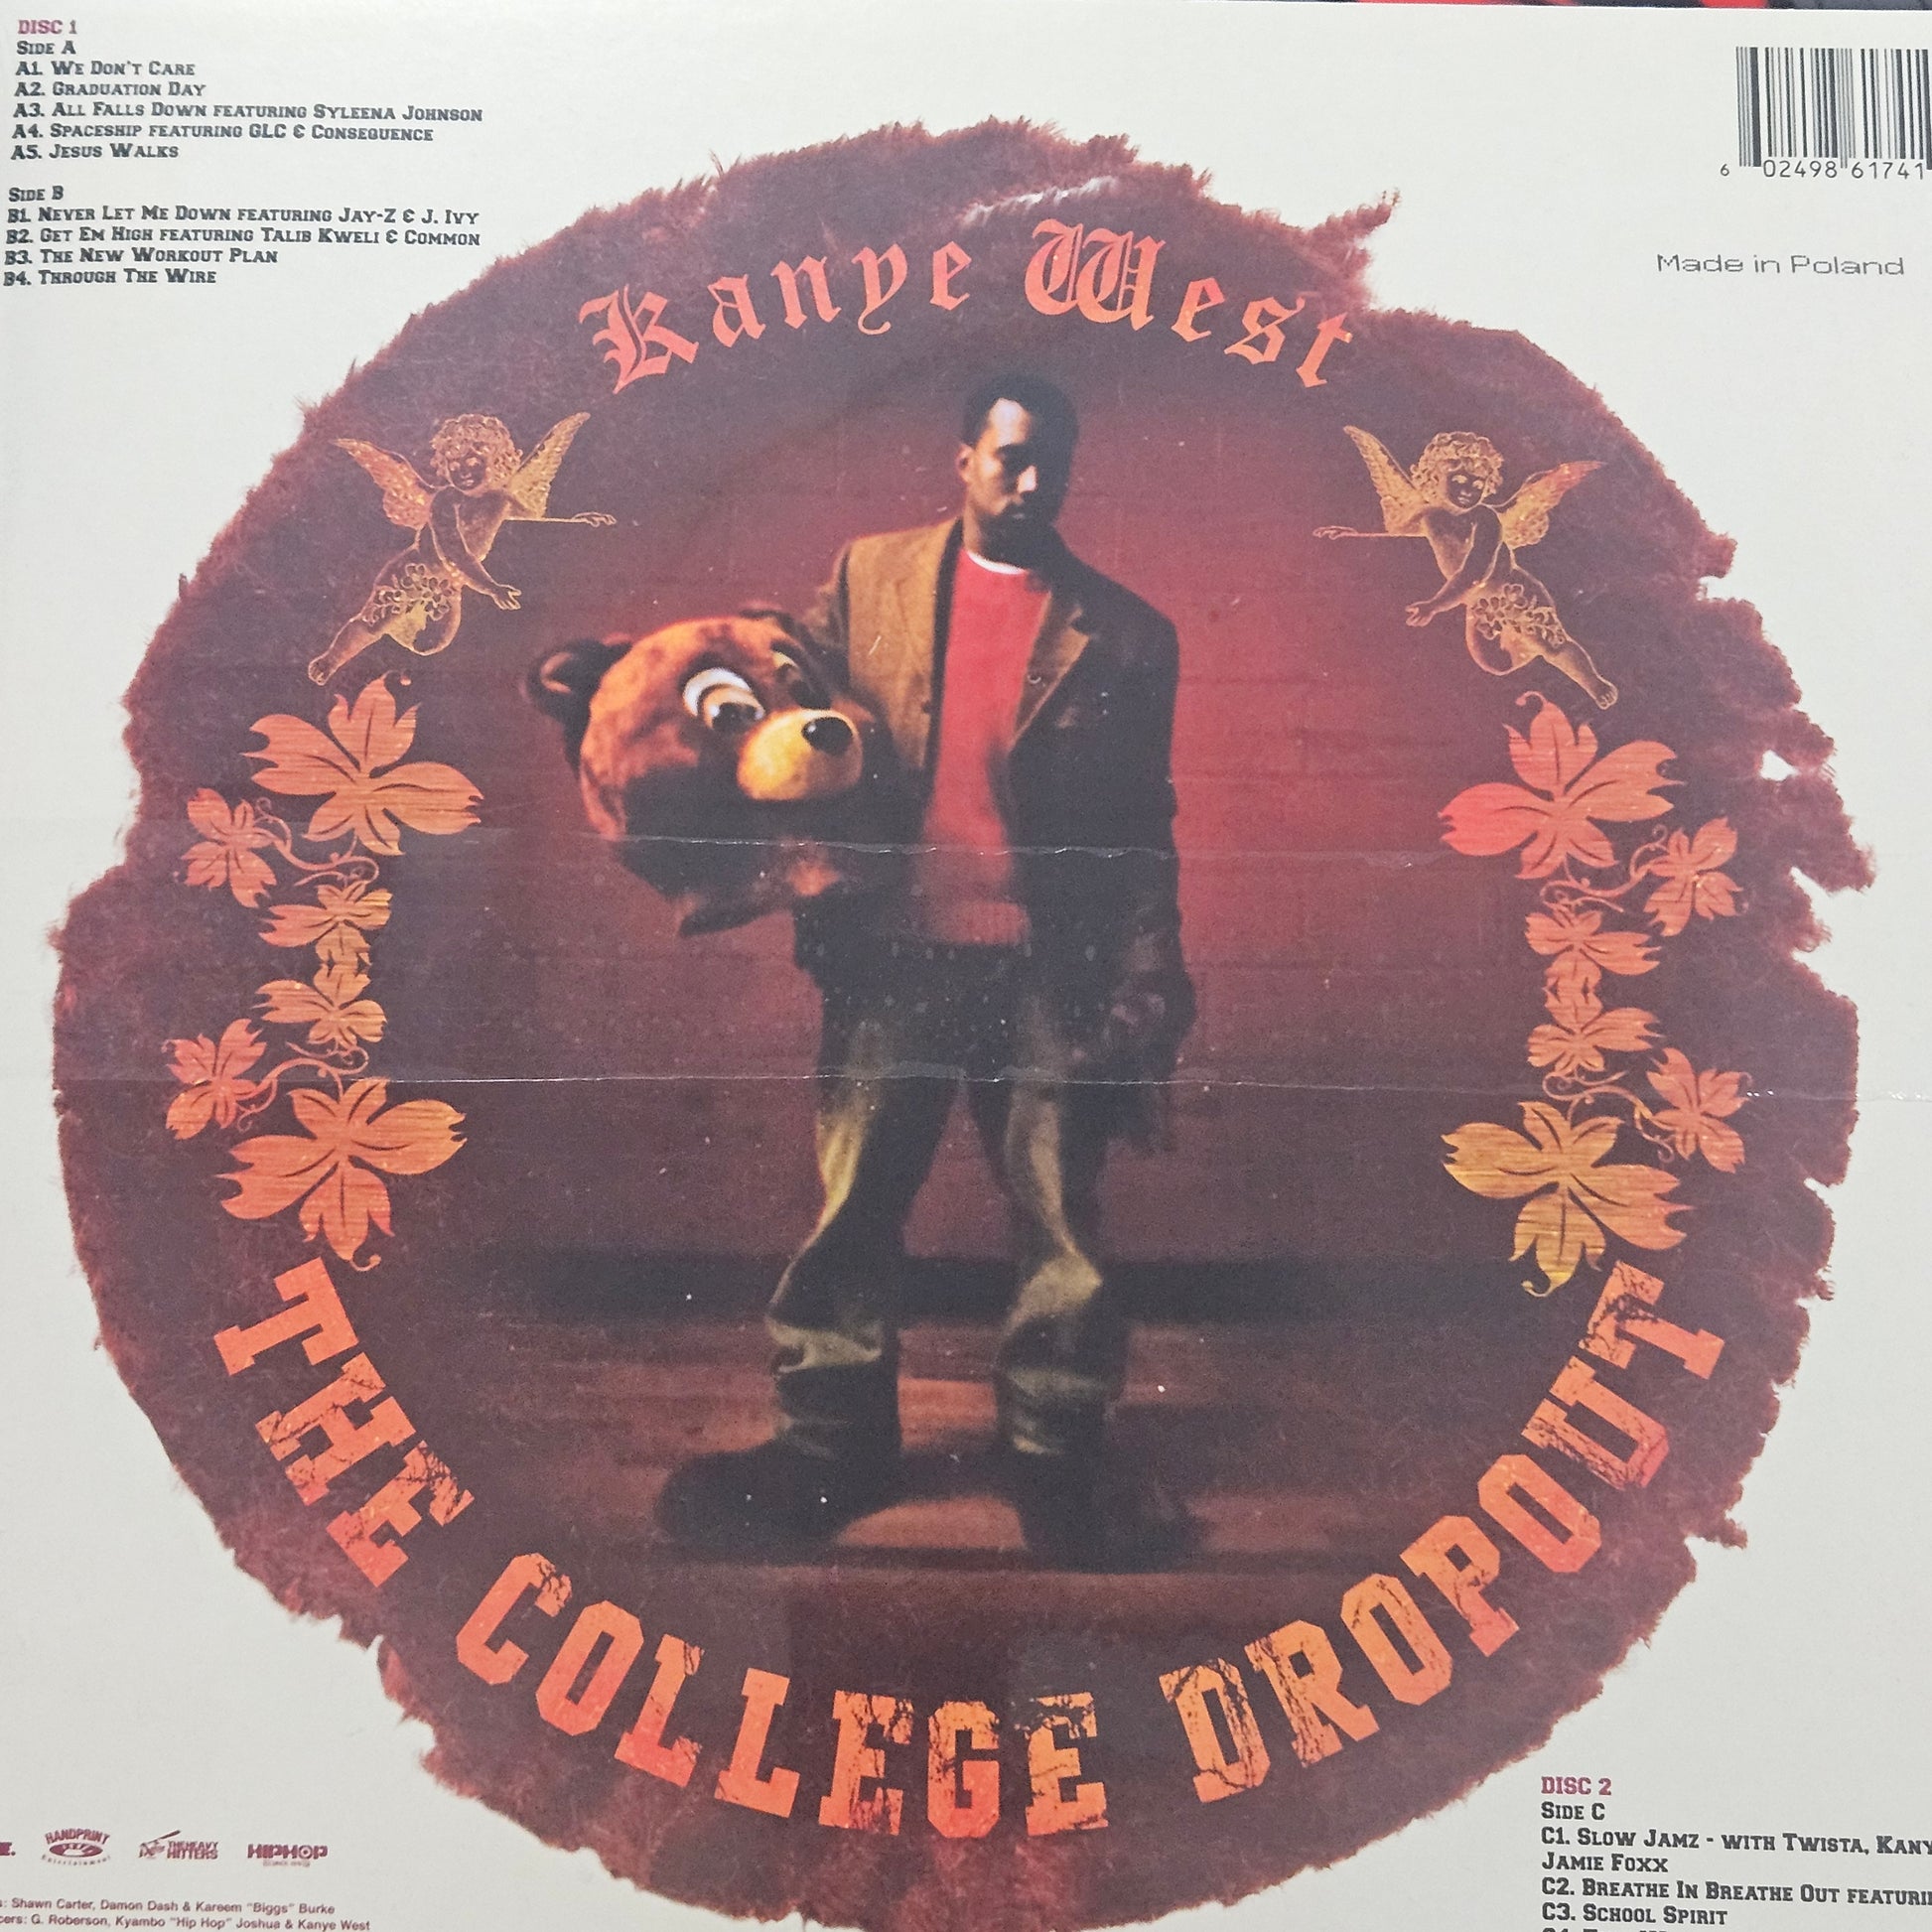 DISC 1
SIDE A
A1. WE DON'T CARE
A2. GRADUATION DAY
A3. ALL FALLS DOWN FEATURING SYLEENA JOHNSON
A4. SPACESHIP FEATURING GLC & CONSEQUENCE
A5. JESUS WALKS
SIDE B
B1. NEVER LET ME DOWN FEATURING JAY-Z & J. IVY
B2. GET EM HIGH FEATURING TALIB KWELI & COMMON
B3. THE NEW WORKOUT PLAN
B4. THROUGH THE WIRE
6 02498 61741
Made in Poland
Kanye West
THE COLLEGE DROPOUT
HANDPRINT
Entertainment
THE HEAVY
HITTERS
HIPHOP
: Shawn Carter, Damon Dash & Kareem "Biggs" Burke
cers: G. Roberson, Kyambo "Hip Hop" Joshua & Kanye West
DISC 2
SIDE C
C1. SLOW JAMZ - WITH TWISTA, KANY
JAMIE FOXX
C2. BREATHE IN BREATHE OUT FEATURI
C3. SCHOOL SPIRIT